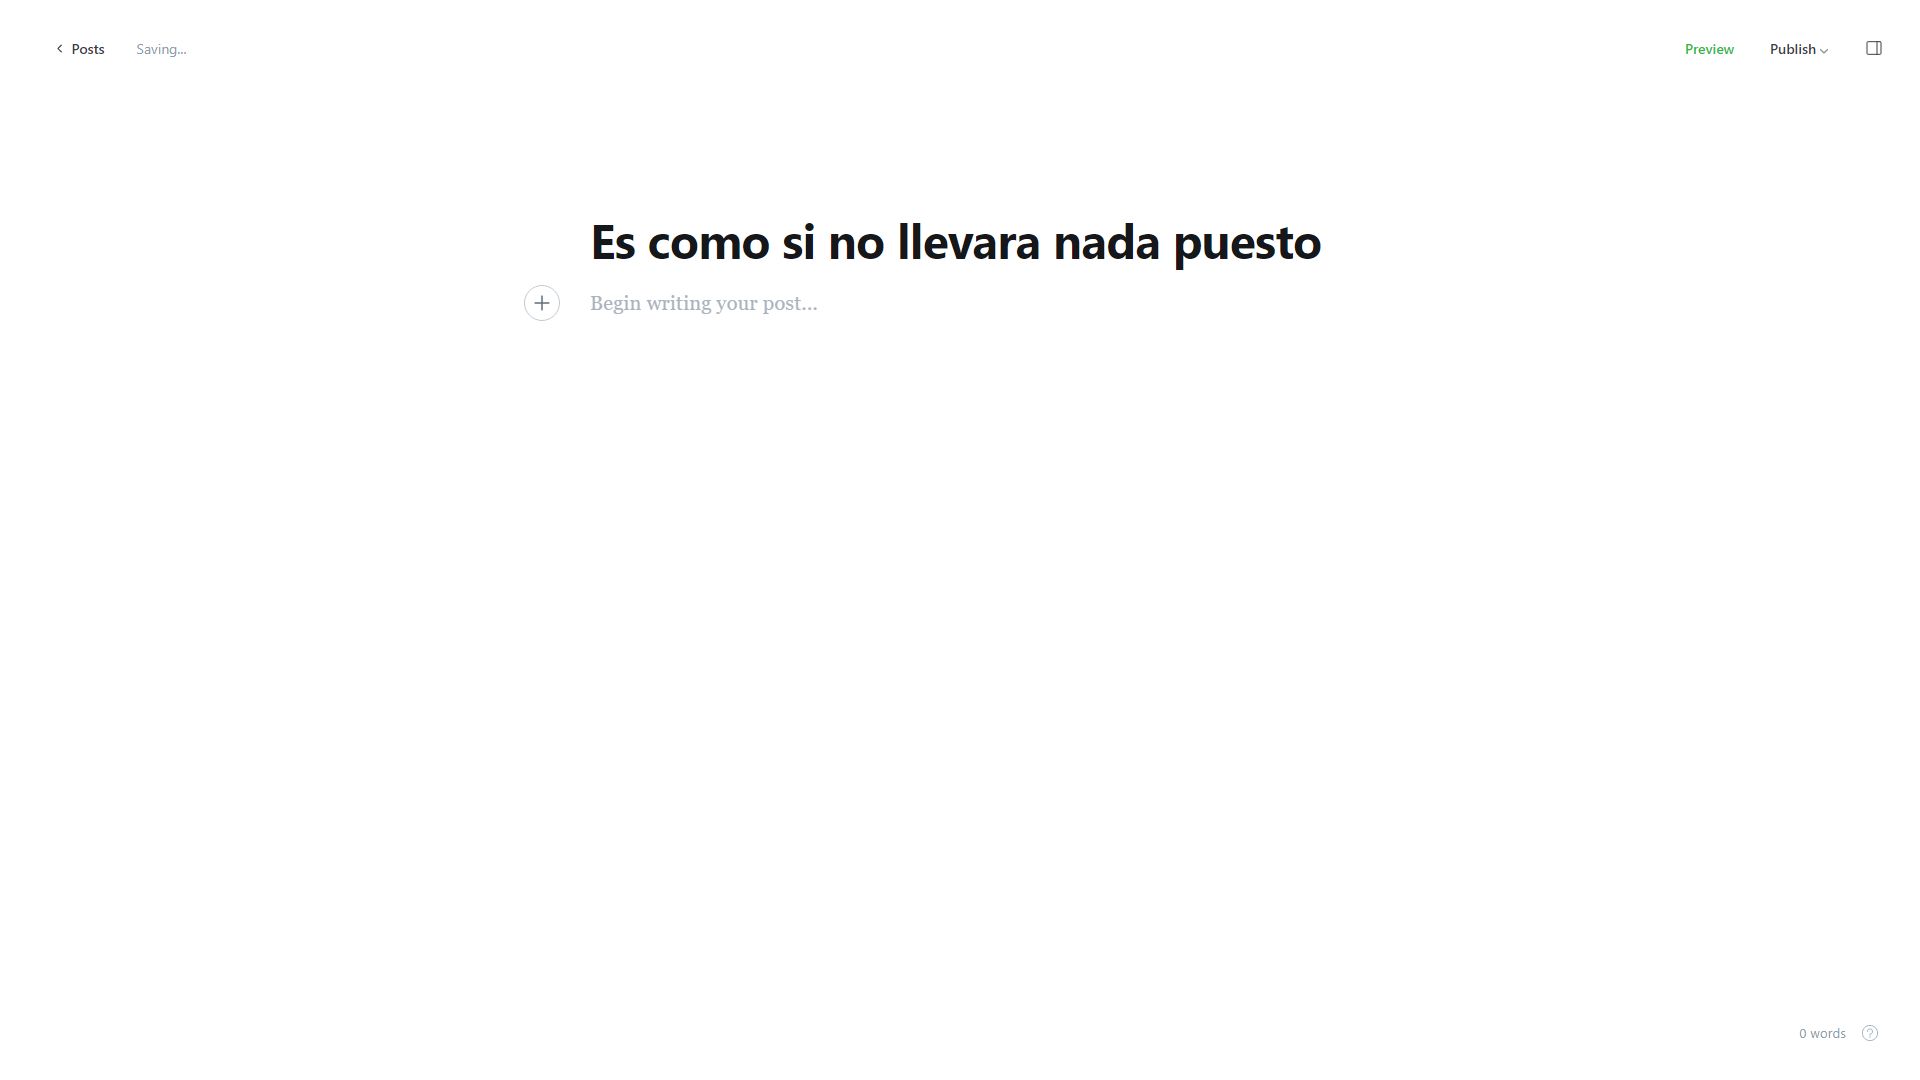 Posts Saving... Preview Publish
Es como si no llevara nada puesto
Begin writing your post...
0 words ?